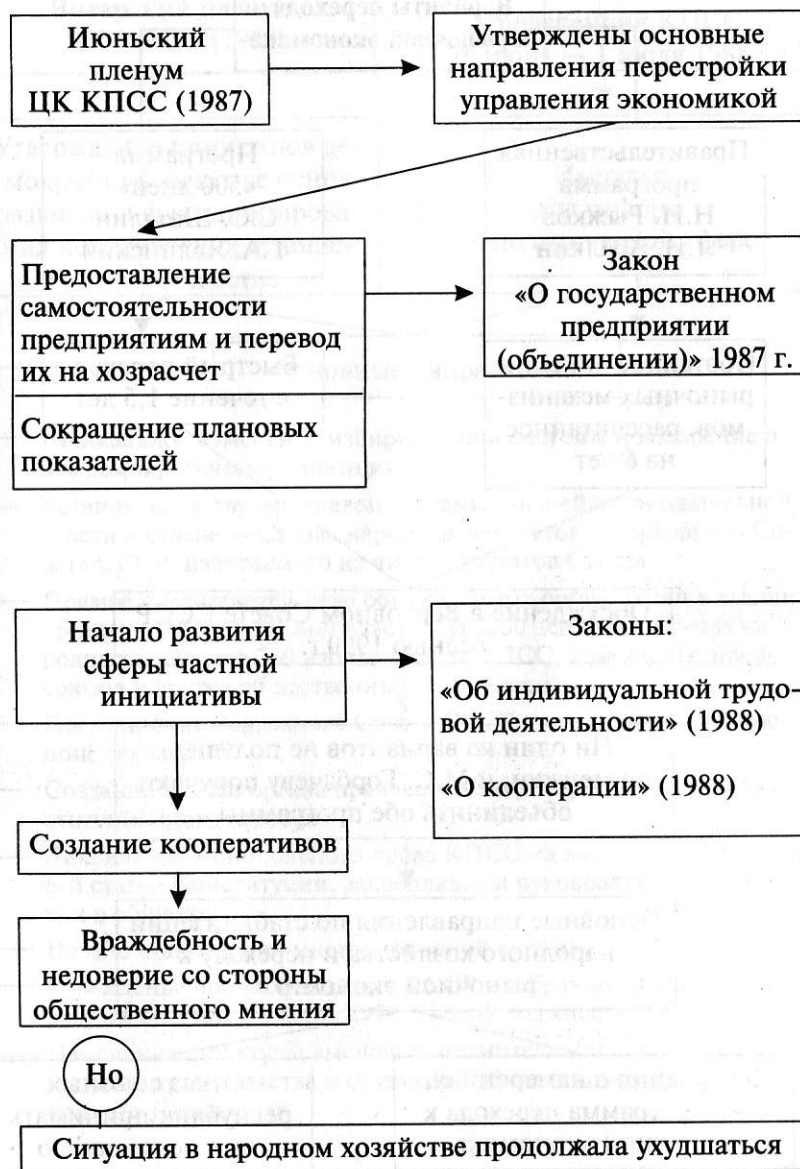 Июньский
пленум
ЦК КПСС (1987)
Утверждены основные
направления перестройки
управления экономикой
Предоставление
самостоятельности
предприятиям и перевод
их на хозрасчет
Сокращение плановых
показателей
Закон
«О государственном
предприятии
(объединении)» 1987 г.
Начало развития
сферы частной
инициативы
Законы:
«Об индивидуальной трудо-
вой деятельности» (1988)
«О кооперации» (1988)
Создание кооперативов
Враждебность и
недоверие со стороны
общественного мнения
Но
Ситуация в народном хозяйстве продолжала ухудшаться